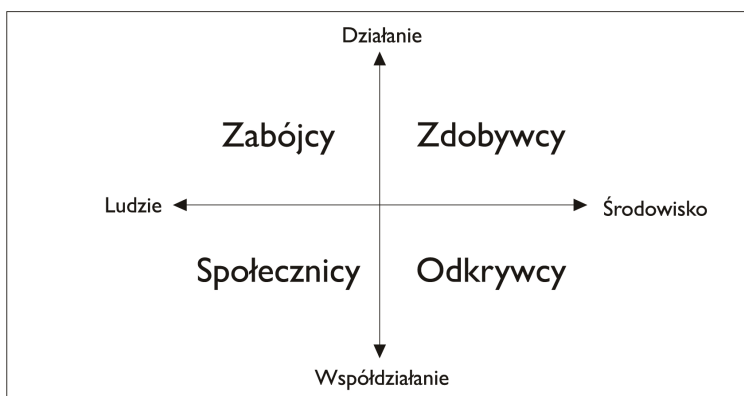 Działanie
Zabójcy Zdobywcy
Ludzie Środowisko
Społecznicy Odkrywcy
Współdziałanie